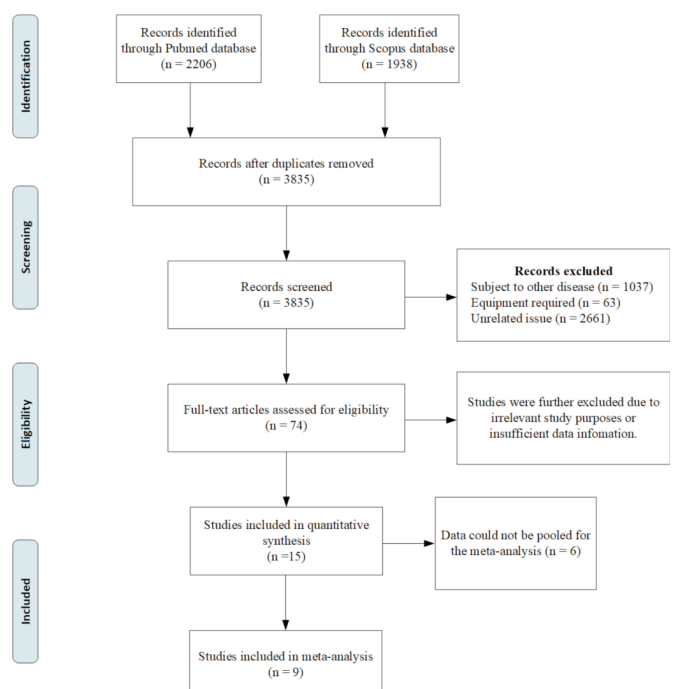 Identification
Records identified
through Pubmed database
(n = 2206)
Records identified
through Scopus database
(n = 1938)
Records after duplicates removed
(n = 3835)
Screening
Records screened
(n = 3835)
Records excluded
Subject to other disease (n = 1037)
Equipment required (n = 63)
Unrelated issue (n = 2661)
Eligibility
Full-text articles assessed for eligibility
(n = 74)
Studies were further excluded due to
irrelevant study purposes or
insufficient data infomation.
Included
Studies included in quantitative
synthesis
(n =15)
Data could not be pooled for
the meta-analysis (n = 6)
Studies included in meta-analysis
(n = 9)